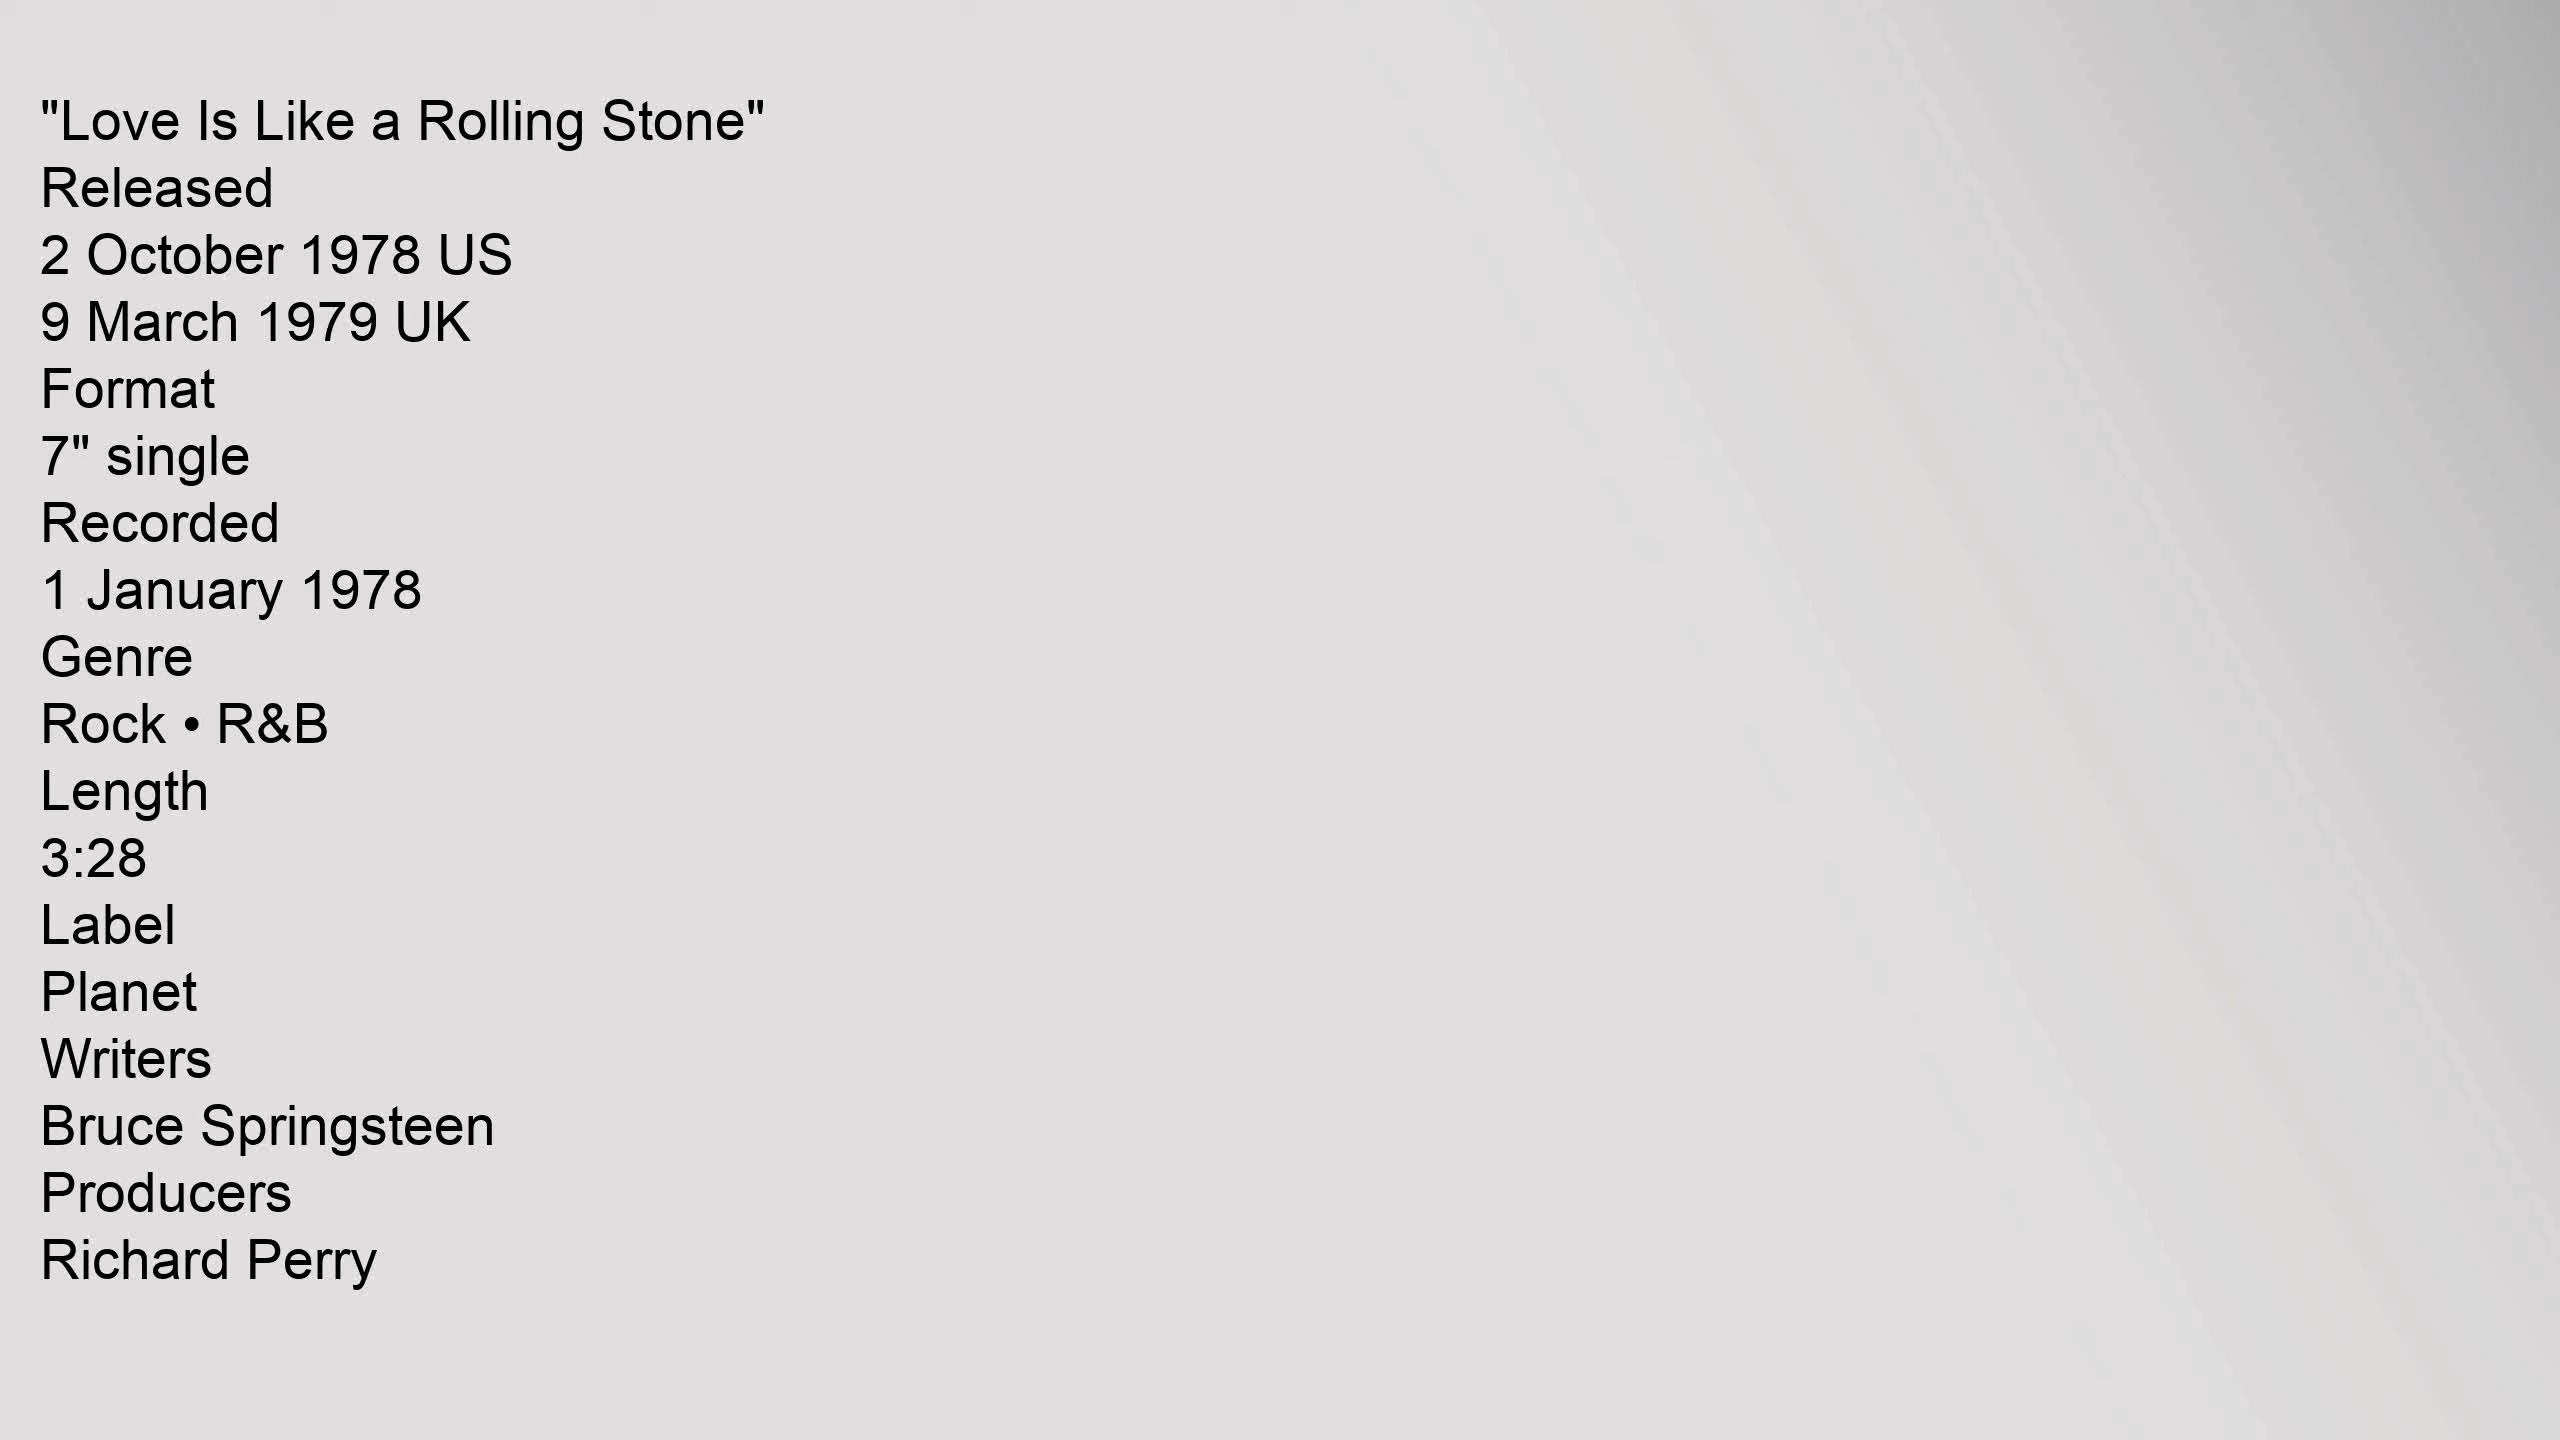 "Love Is Like a Rolling Stone"
Released
2 October 1978 US
9 March 1979 UK
Format
7" single
Recorded
1 January 1978
Genre
Rock • R&B
Length
3:28
Label
Planet
Writers
Bruce Springsteen
Producers
Richard Perry